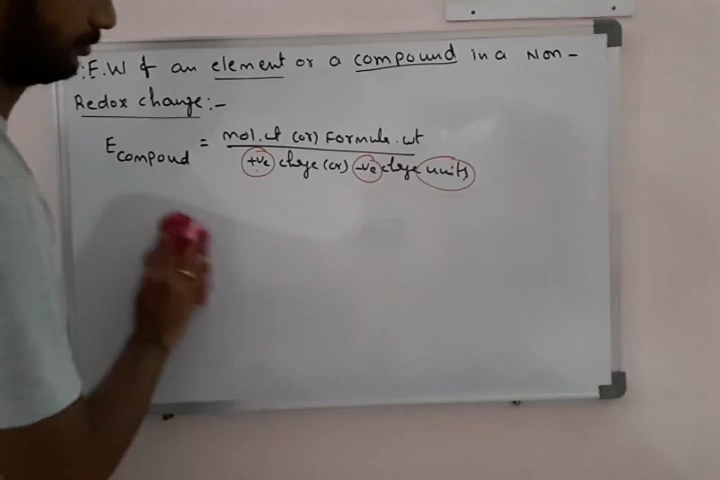 .E.W of an element or a compound in a Non-
Redox change:-
E compound = mol.wt (or) Formula.wt
+ve charge (or) -ve charge units